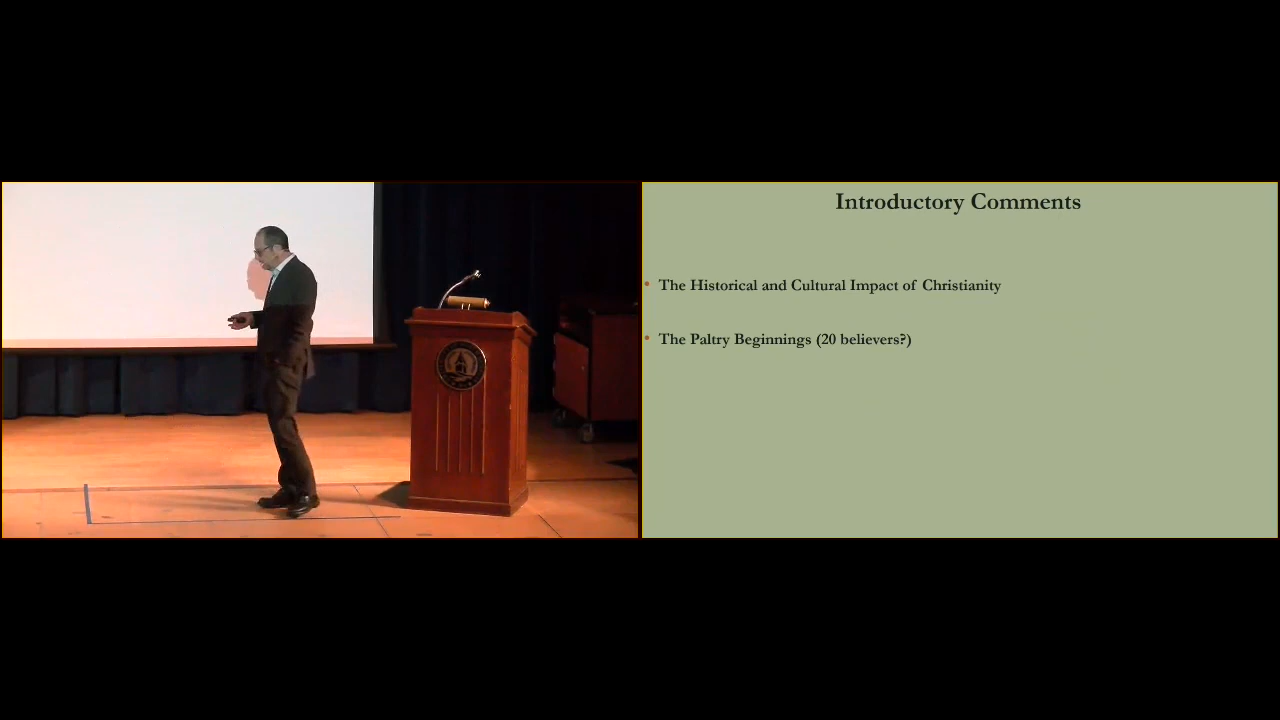 Introductory Comments
• The Historical and Cultural Impact of Christianity
• The Paltry Beginnings (20 believers?)